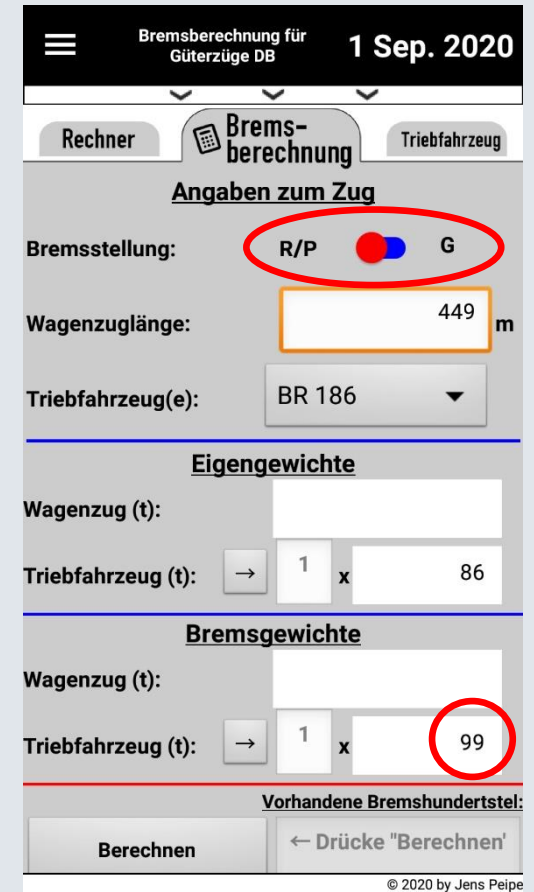 Bremsberechnung für
Güterzüge DB
1 Sep. 2020
Rechner
Brems-
berechnung
Triebfahrzeug
Angaben zum Zug
Bremsstellung: R/P G
Wagenzuglänge: 449 m
Triebfahrzeug(e): BR 186
Eigengewichte
Wagenzug (t):
Triebfahrzeug (t): → 1 x 86
Bremsgewichte
Wagenzug (t):
Triebfahrzeug (t): → 1 x 99
Vorhandene Bremshundertstel:
Berechnen ← Drücke "Berechnen'
© 2020 by Jens Peipe